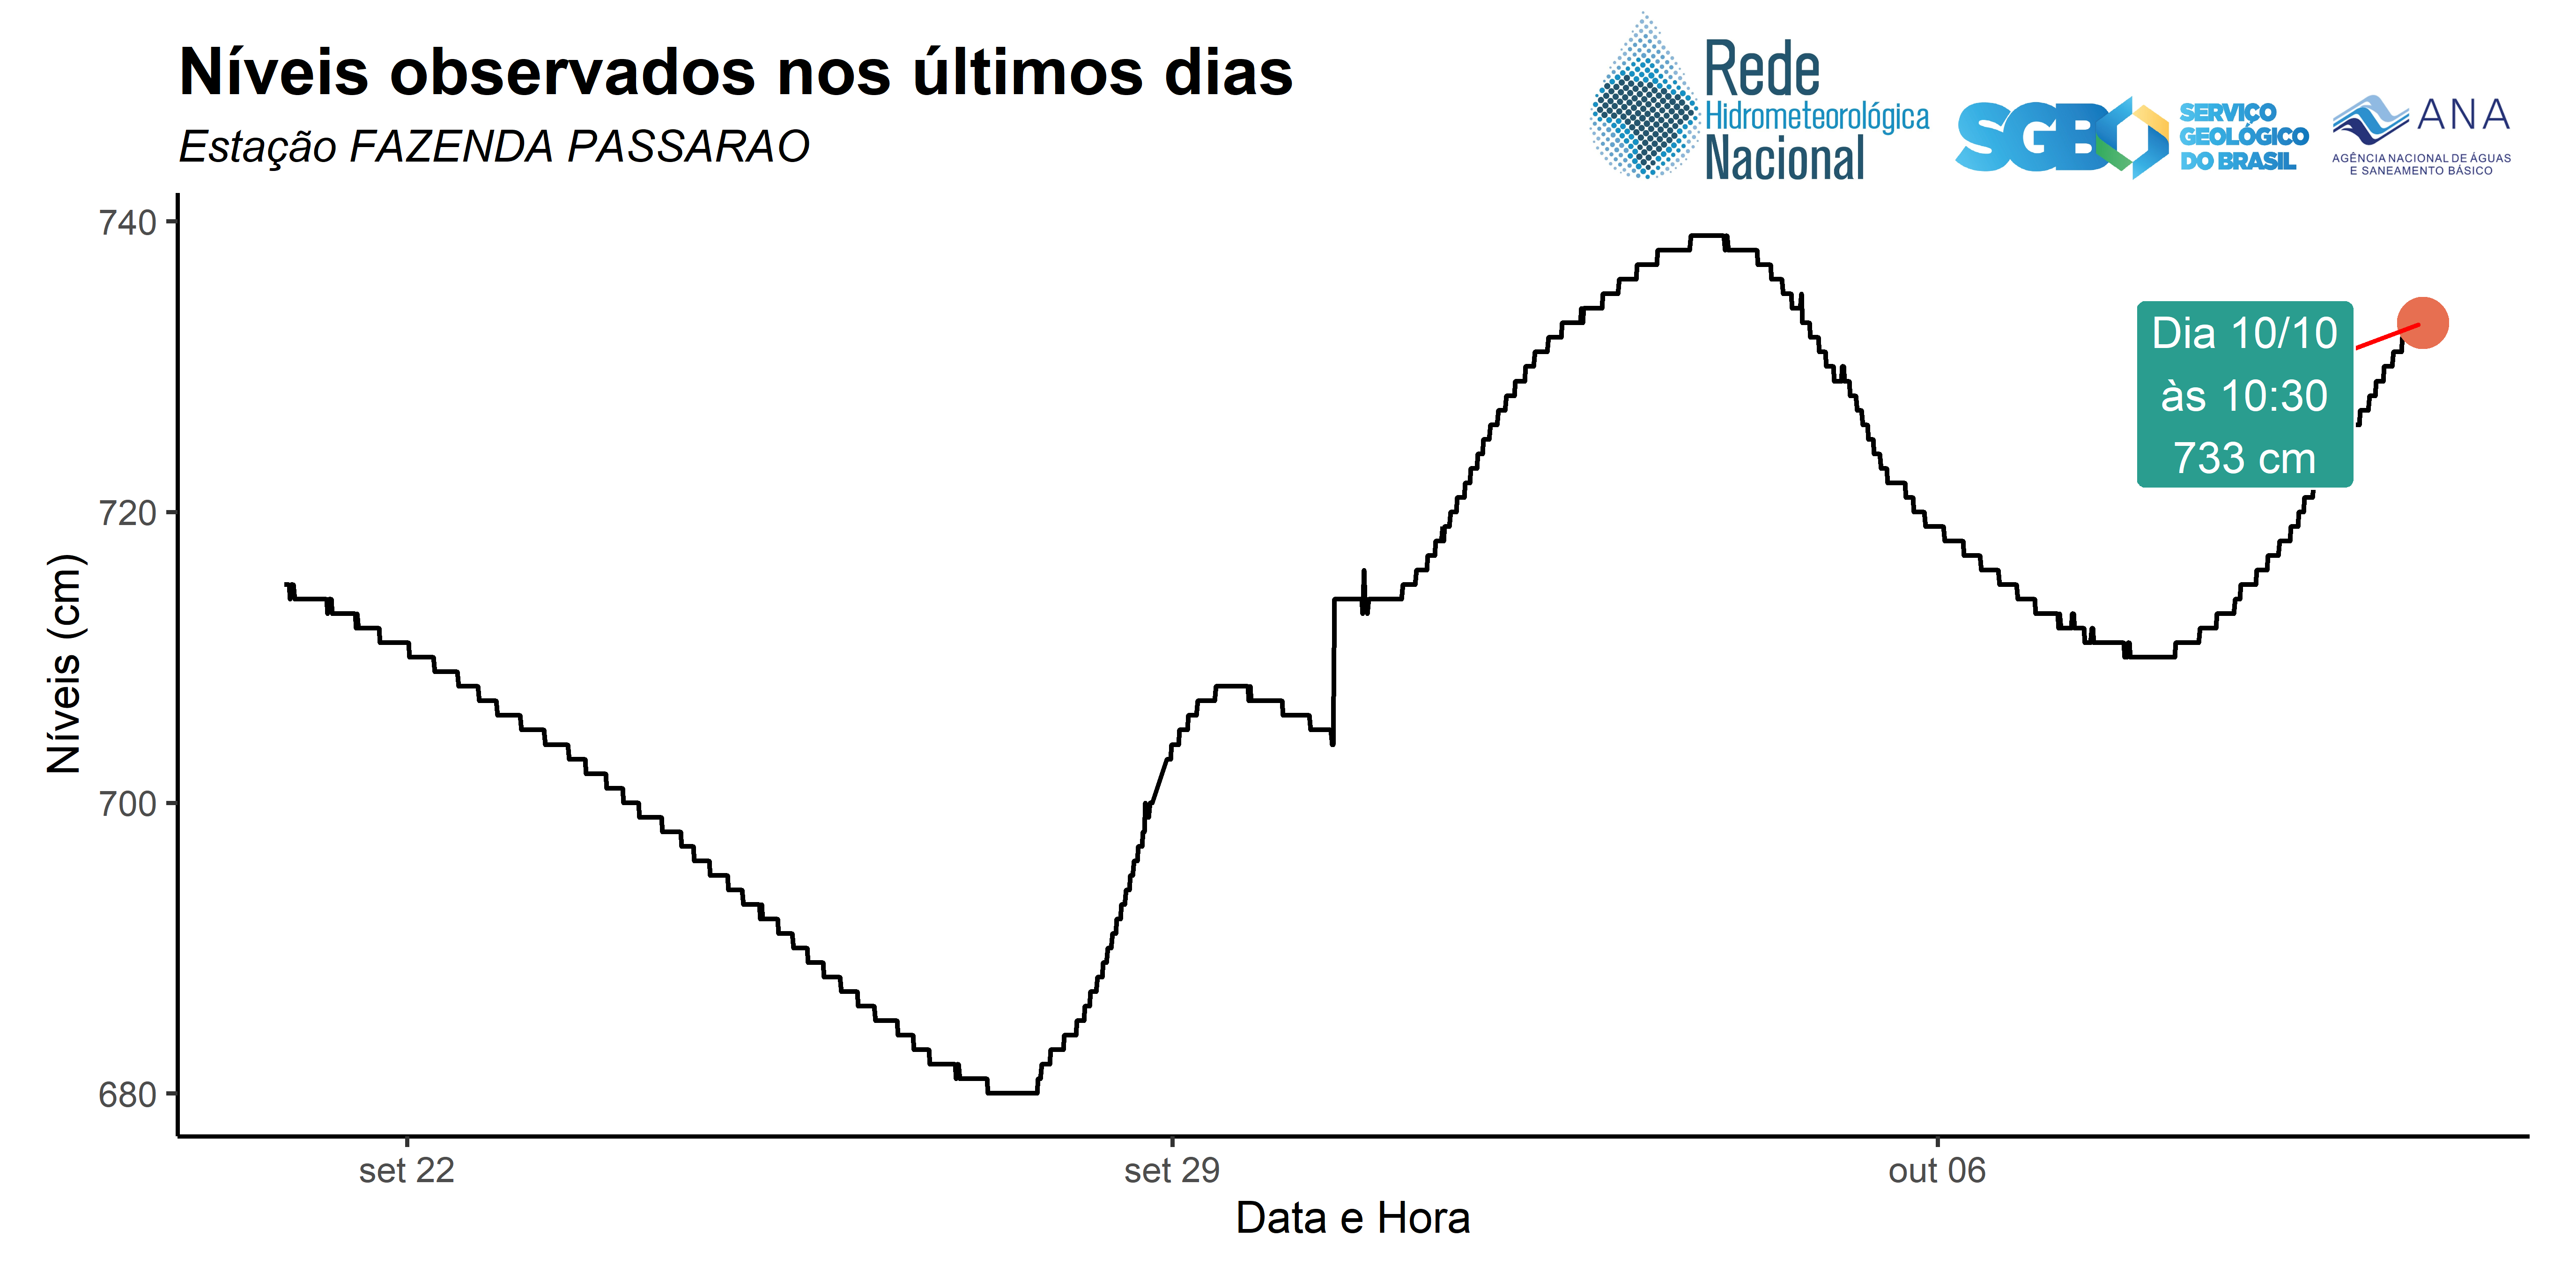 Níveis observados nos últimos dias
Estação FAZENDA PASSARAO
Rede
Hidrometeorológica
Nacional
SGB
SERVIÇO
GEOLÓGICO
DO BRASIL
ANA
AGÊNCIA NACIONAL DE ÁGUAS
E SANEAMENTO BÁSICO
740
720
700
680
Níveis (cm)
Dia 10/10
às 10:30
733 cm
set 22
set 29
out 06
Data e Hora